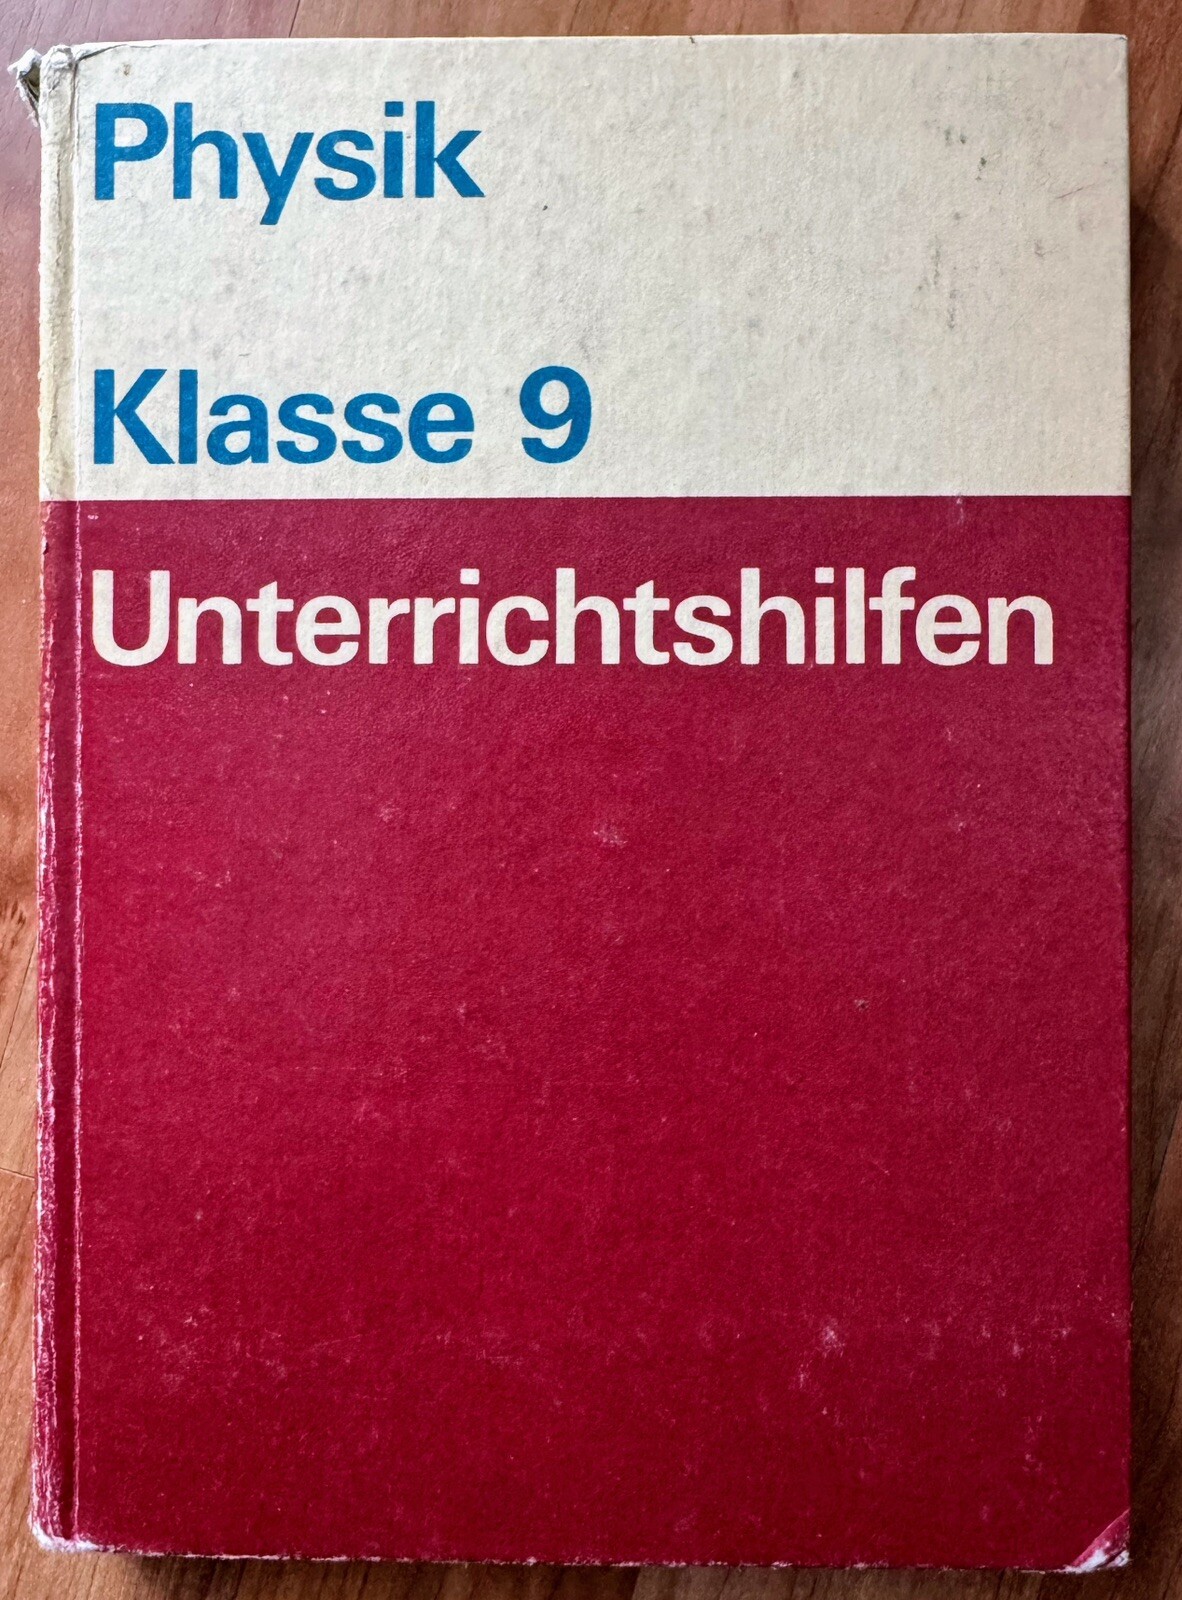 Physik
Klasse 9
Unterrichtshilfen